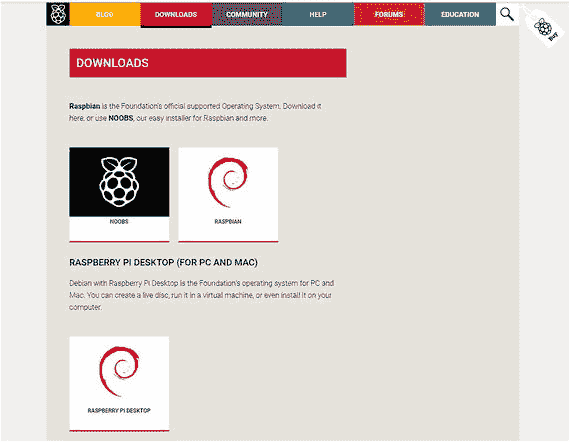 BLOG DOWNLOADS COMMUNITY HELP FORUMS EDUCATION
Buy
DOWNLOADS
Raspbian is the Foundation's official supported Operating System. Download it
here, or use NOOBS, our easy installer for Raspbian and more.
NOOBS RASPBIAN
RASPBERRY PI DESKTOP (FOR PC AND MAC)
Debian with Raspberry Pi Desktop is the Foundation's operating system for PC and
Mac. You can create a live disc, run it in a virtual machine, or even install it on your
computer.
RASPBERRY PI DESKTOP